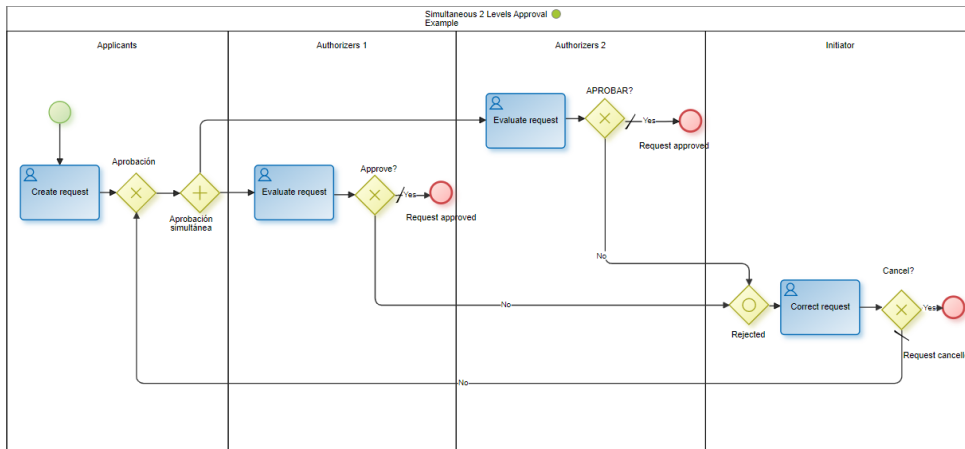 Simultaneous 2 Levels Approval
Example
Applicants
Authorizers 1
Authorizers 2
Initiator
APROBAR?
Evaluate request
Yes
Request approved
Aprobación
Approve?
Create request
Evaluate request
Yes
Aprobación
simultánea
Request approved
No
Cancel?
No
Correct request
Yes
Rejected
Request cancelle
No